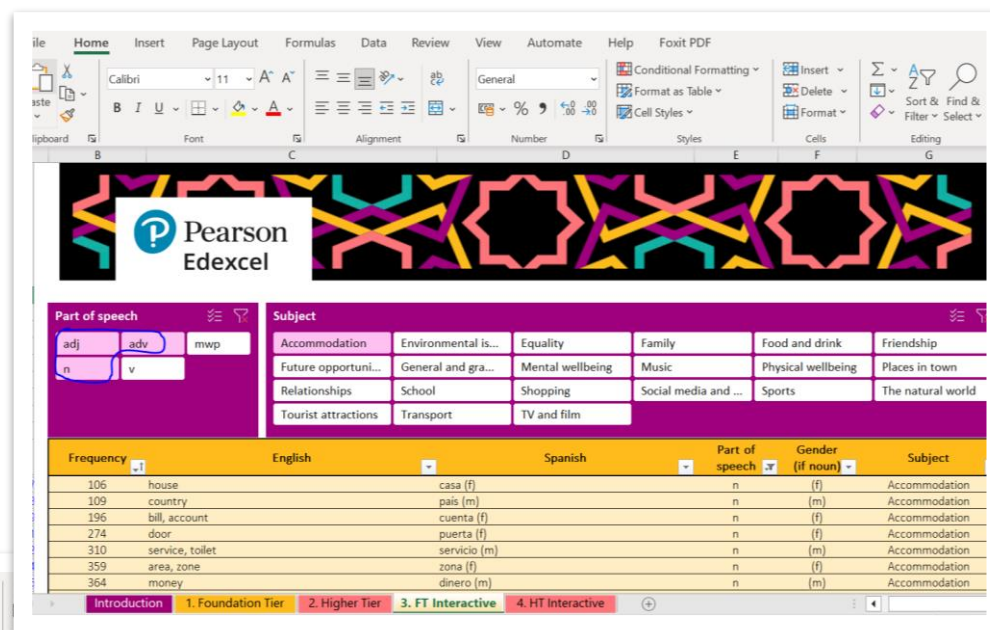 ile Home Insert Page Layout Formulas Data Review View Automate Help Foxit PDF
Calibri 11 A^ A˅ General Conditional Formatting Insert
aste B I U A % 9 Format as Table Delete Sort & Find &
Cell Styles Format Filter Select
lipboard Font Alignment Number Styles Cells Editing
B C D E F G
Pearson
Edexcel
Part of speech Subject
adj adv mwp Accommodation Environmental is... Equality Family Food and drink Friendship
n v Future opportuni... General and gra... Mental wellbeing Music Physical wellbeing Places in town
Relationships School Shopping Social media and ... Sports The natural world
Tourist attractions Transport TV and film
Frequency English Spanish Part of speech Gender (if noun) Subject
106 house casa (f) n (f) Accommodation
109 country país (m) n (m) Accommodation
196 bill, account cuenta (f) n (f) Accommodation
274 door puerta (f) n (f) Accommodation
310 service, toilet servicio (m) n (m) Accommodation
359 area, zone zona (f) n (f) Accommodation
364 money dinero (m) n (m) Accommodation
Introduction 1. Foundation Tier 2. Higher Tier 3. FT Interactive 4. HT Interactive